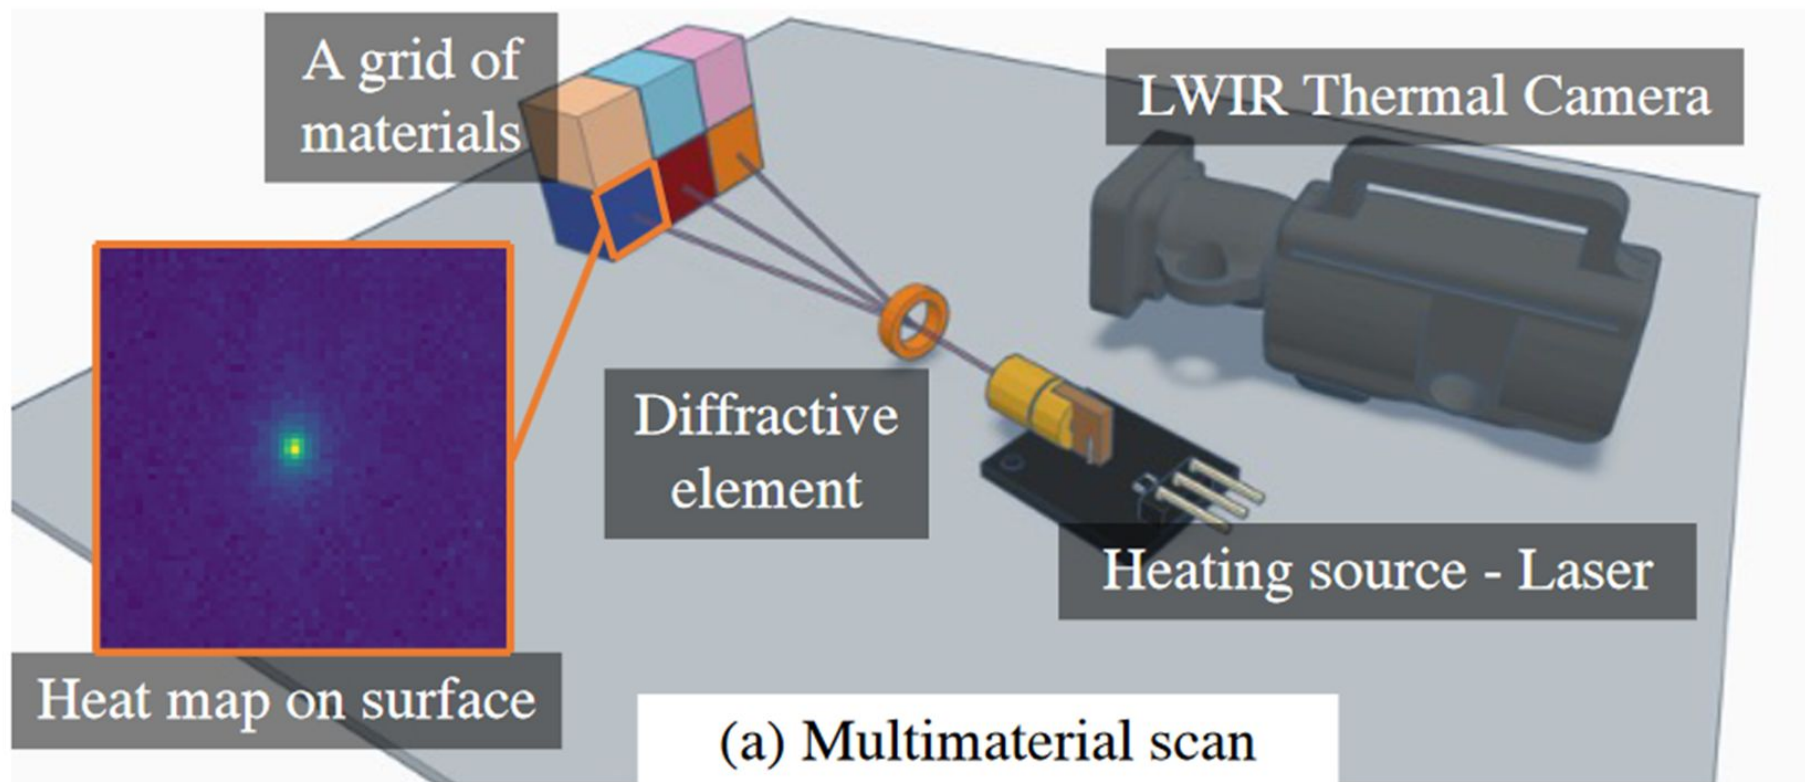 A grid of
materials
LWIR Thermal Camera
Diffractive
element
Heating source - Laser
Heat map on surface
(a) Multimaterial scan